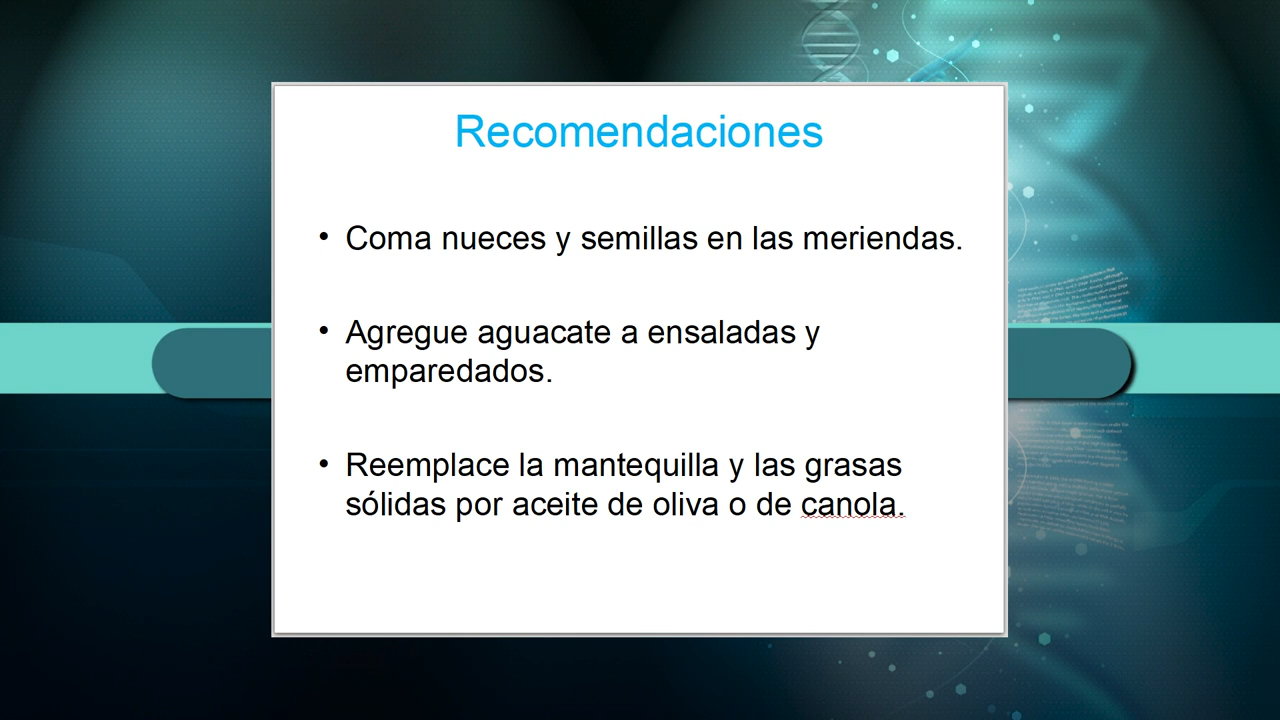 Recomendaciones
• Coma nueces y semillas en las meriendas.
• Agregue aguacate a ensaladas y
emparedados.
• Reemplace la mantequilla y las grasas
sólidas por aceite de oliva o de canola.